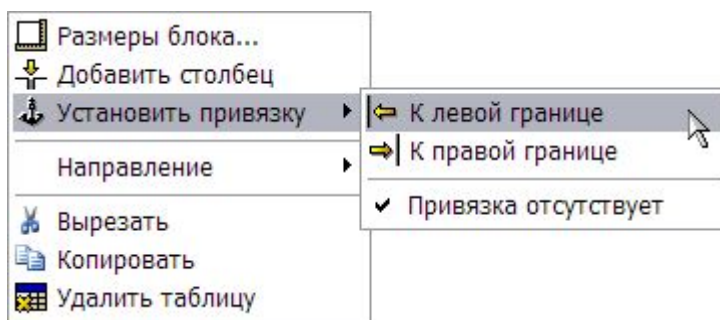 Размеры блока...
Добавить столбец
Установить привязку
К левой границе
К правой границе
Привязка отсутствует
Направление
Вырезать
Копировать
Удалить таблицу